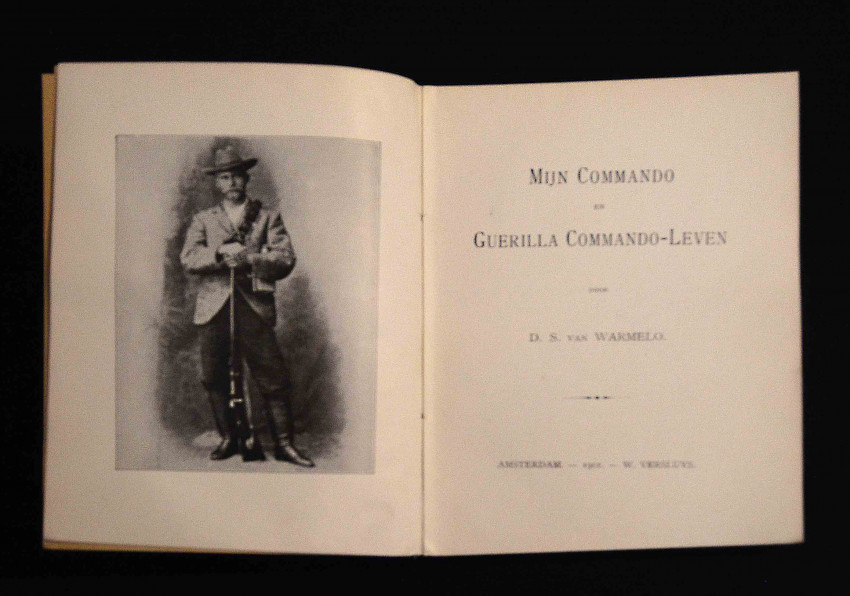 MIJN COMMANDO
EN
GUERILLA COMMANDO-LEVEN
DOOR
D. S. VAN WARMELO.
AMSTERDAM. — 1901. — W. VERSLUYS.